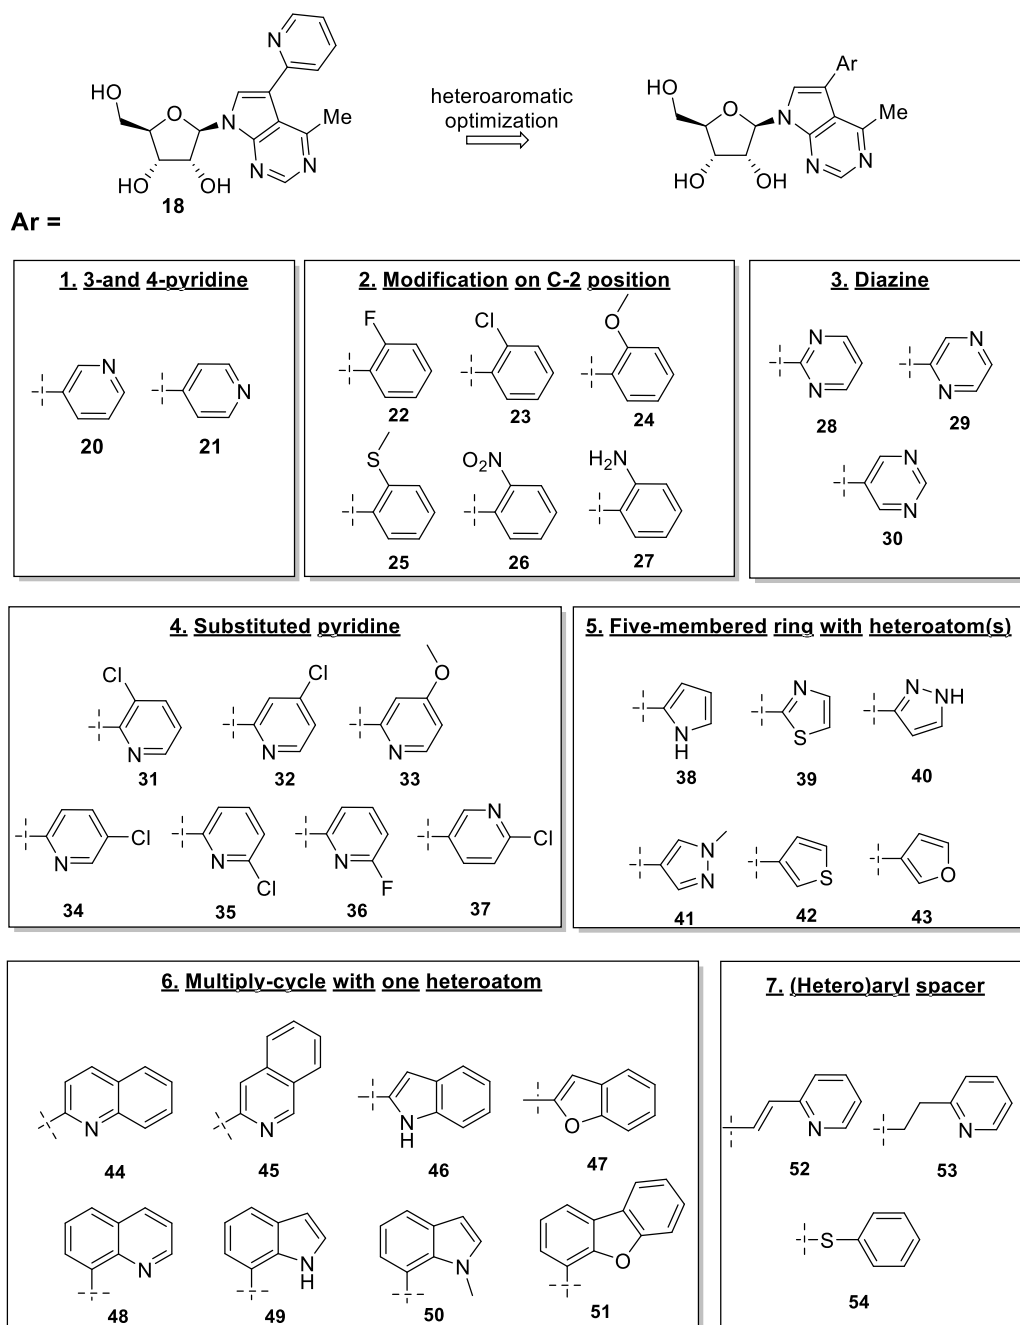 N
HO
O
N
Me
N
N
HO
OH
18
heteroaromatic
optimization
Ar
HO
O
N
Me
N
N
HO
OH
Ar =
1. 3-and 4-pyridine
N
N
20
21
2. Modification on C-2 position
F
Cl
O
22
23
24
S
O2N
H2N
25
26
27
3. Diazine
N
N
N
N
28
29
N
N
30
4. Substituted pyridine
Cl
Cl
O
N
N
N
31
32
33
N
Cl
N
Cl
N
F
N
Cl
34
35
36
37
5. Five-membered ring with heteroatom(s)
N
H
N
S
N
NH
38
39
40
N
N
S
O
41
42
43
6. Multiply-cycle with one heteroatom
N
N
N
H
O
44
45
46
47
N
N
H
N
O
48
49
50
51
7. (Hetero)aryl spacer
N
N
52
53
S
54